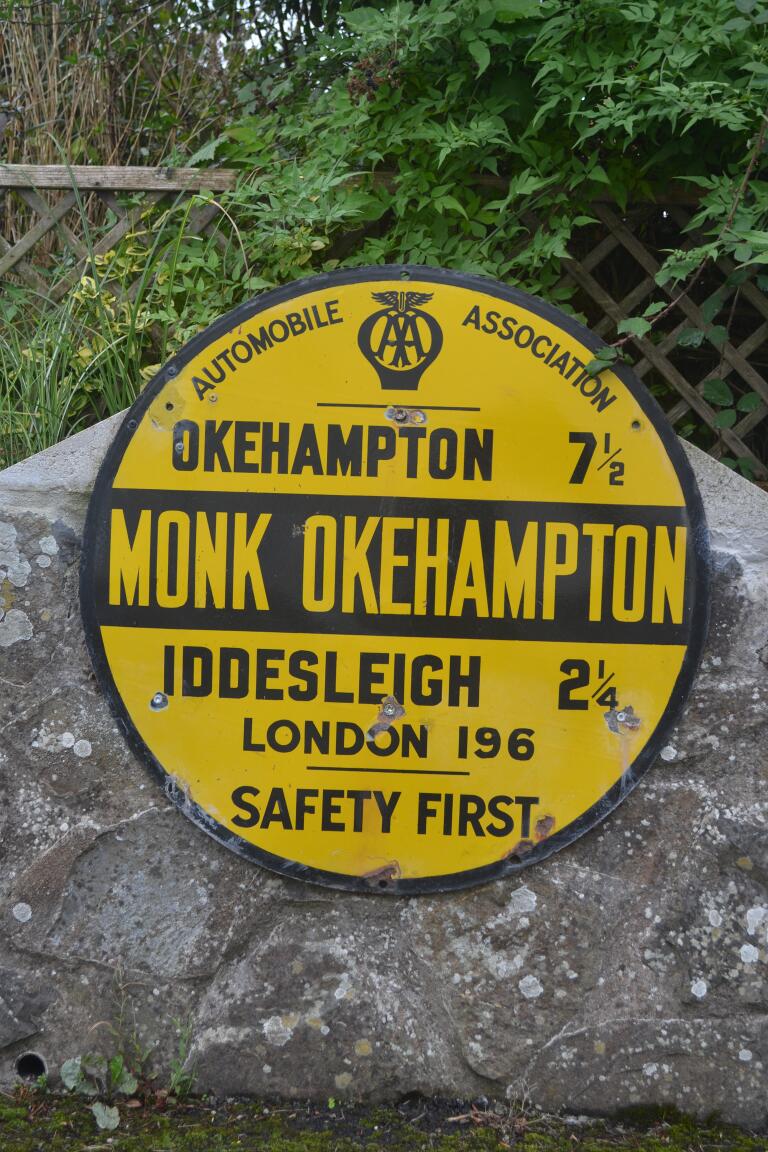 AUTOMOBILE AA ASSOCIATION
OKEHAMPTON 7½
MONK OKEHAMPTON
IDDESLEIGH 2¼
LONDON 196
SAFETY FIRST